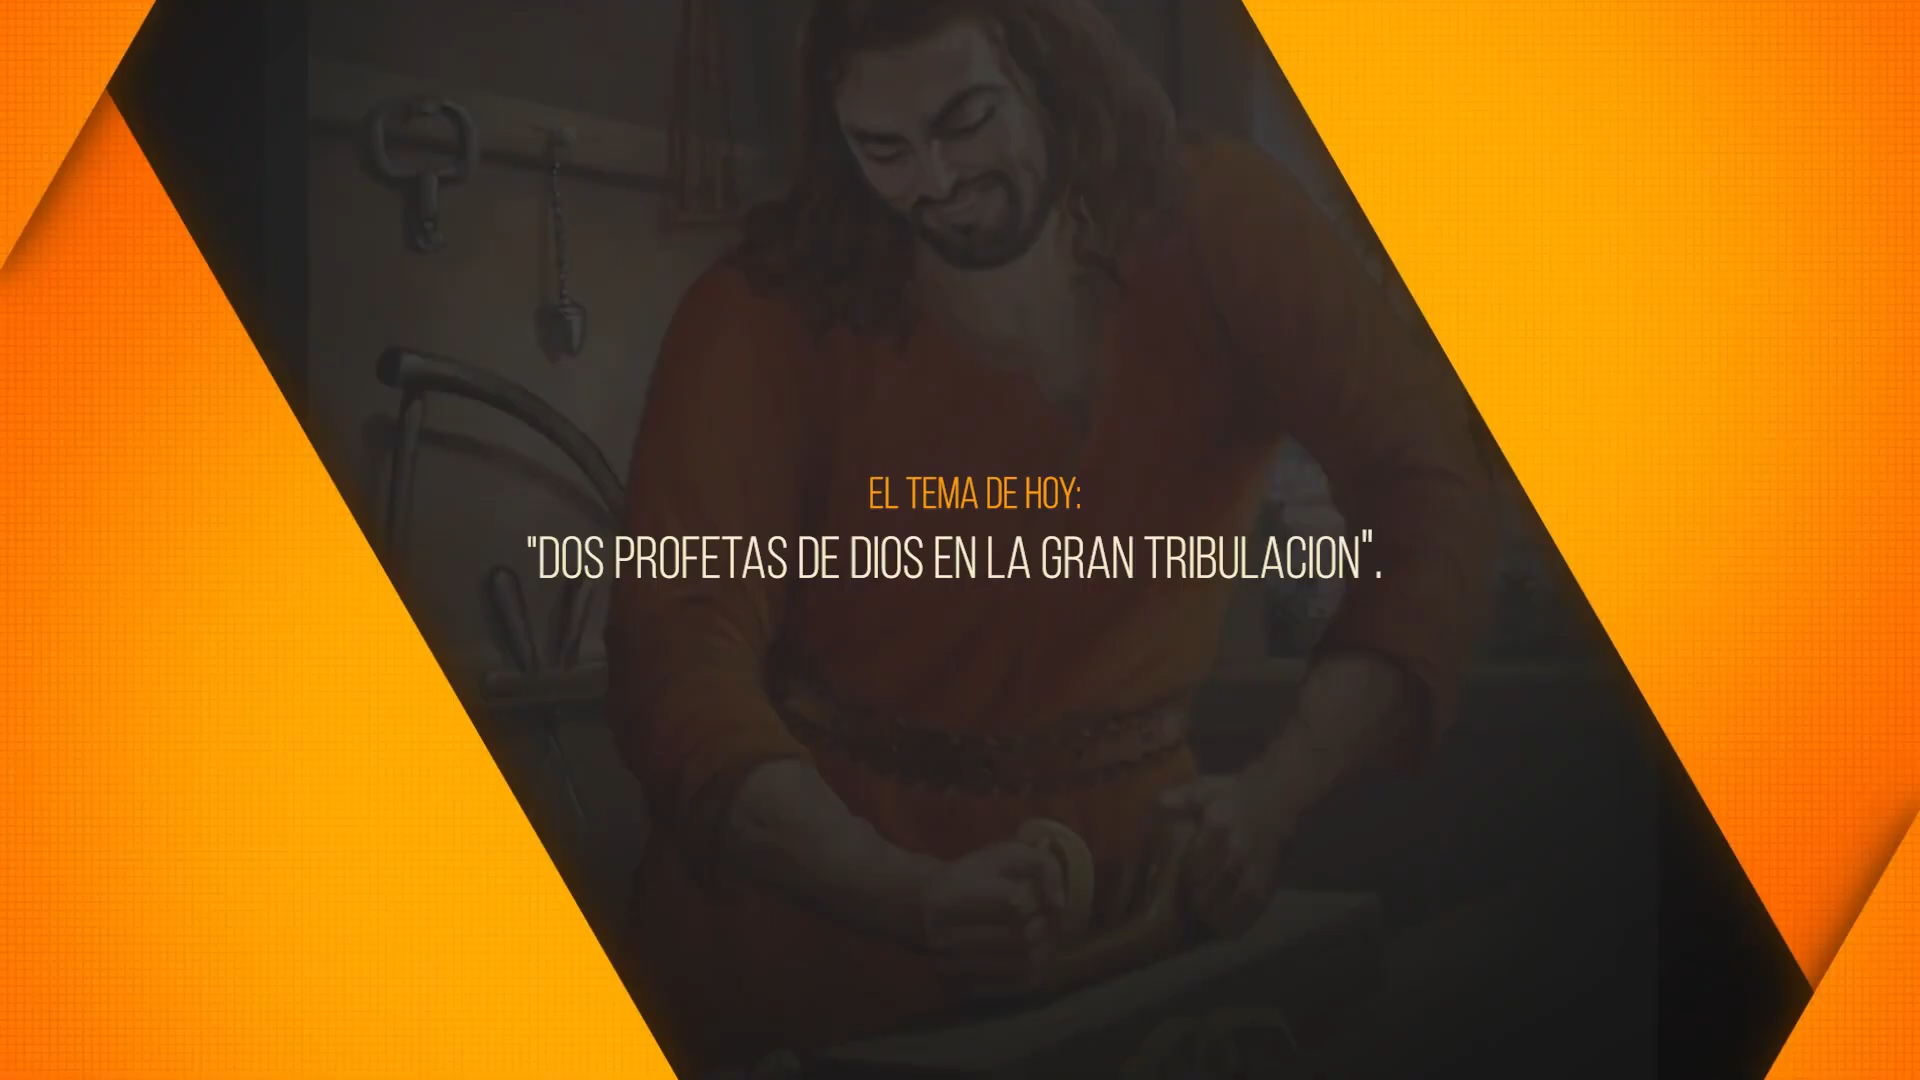 EL TEMA DE HOY:
"DOS PROFETAS DE DIOS EN LA GRAN TRIBULACION".